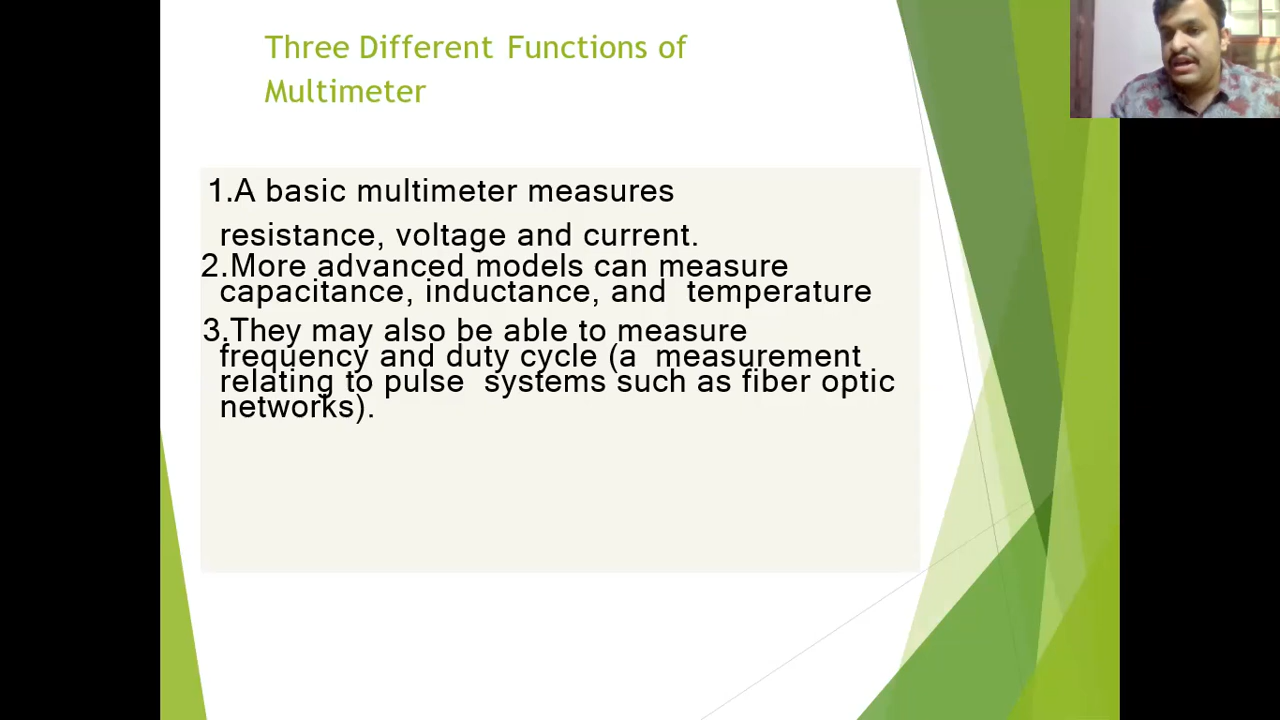 Three Different Functions of
Multimeter
1.A basic multimeter measures
resistance, voltage and current.
2.More advanced models can measure
capacitance, inductance, and temperature
3.They may also be able to measure
frequency and duty cycle (a measurement
relating to pulse systems such as fiber optic
networks).